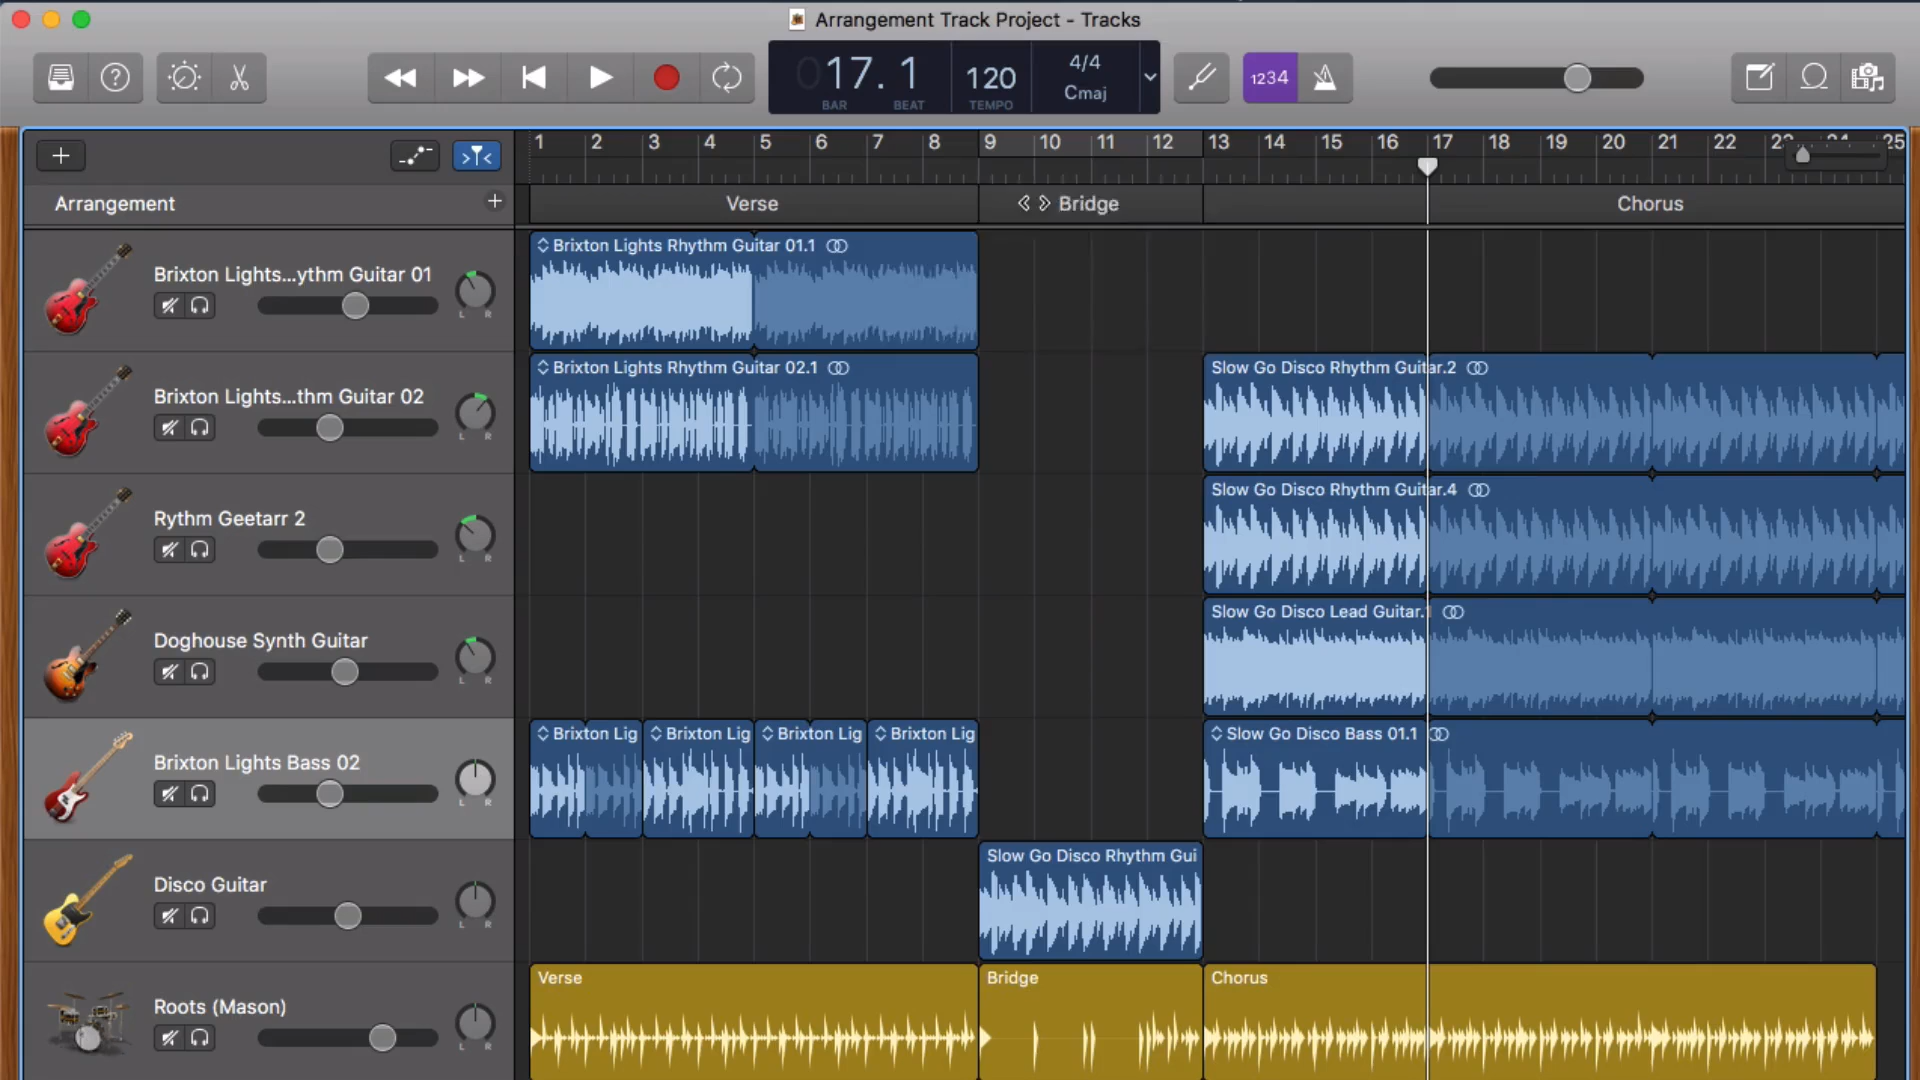 Arrangement Track Project - Tracks
017. 1 120 4/4 Cmaj
BAR BEAT TEMPO
1234
1 2 3 4 5 6 7 8 9 10 11 12 13 14 15 16 17 18 19 20 21 22 25
Arrangement Verse Bridge Chorus
Brixton Lights Rhythm Guitar 01.1
Brixton Lights...ythm Guitar 01
L R
Brixton Lights Rhythm Guitar 02.1 Slow Go Disco Rhythm Guitar.2
Brixton Lights...thm Guitar 02
L R
Slow Go Disco Rhythm Guitar.4
Rythm Geetarr 2
L R
Slow Go Disco Lead Guitar.1
Doghouse Synth Guitar
L R
Brixton Lig Brixton Lig Brixton Lig Brixton Lig Slow Go Disco Bass 01.1
Brixton Lights Bass 02
L R
Slow Go Disco Rhythm Gui
Disco Guitar
L R
Verse Bridge Chorus
Roots (Mason)
L R